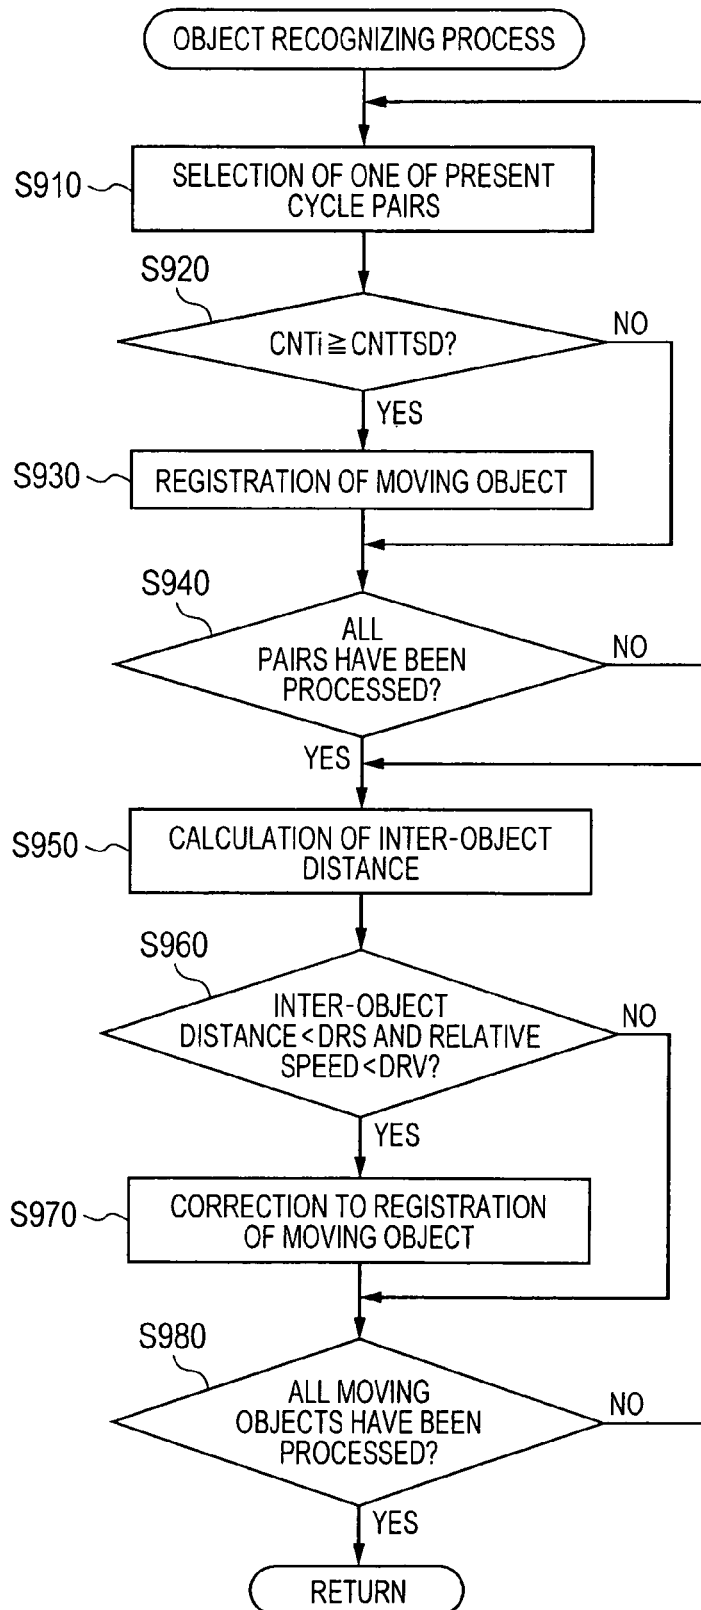 OBJECT RECOGNIZING PROCESS
S910
SELECTION OF ONE OF PRESENT
CYCLE PAIRS
S920
CNTi≧CNTTSD?
NO
YES
S930
REGISTRATION OF MOVING OBJECT
S940
ALL
PAIRS HAVE BEEN
PROCESSED?
NO
YES
S950
CALCULATION OF INTER-OBJECT
DISTANCE
S960
INTER-OBJECT
DISTANCE<DRS AND RELATIVE
SPEED<DRV?
NO
YES
S970
CORRECTION TO REGISTRATION
OF MOVING OBJECT
S980
ALL MOVING
OBJECTS HAVE BEEN
PROCESSED?
NO
YES
RETURN